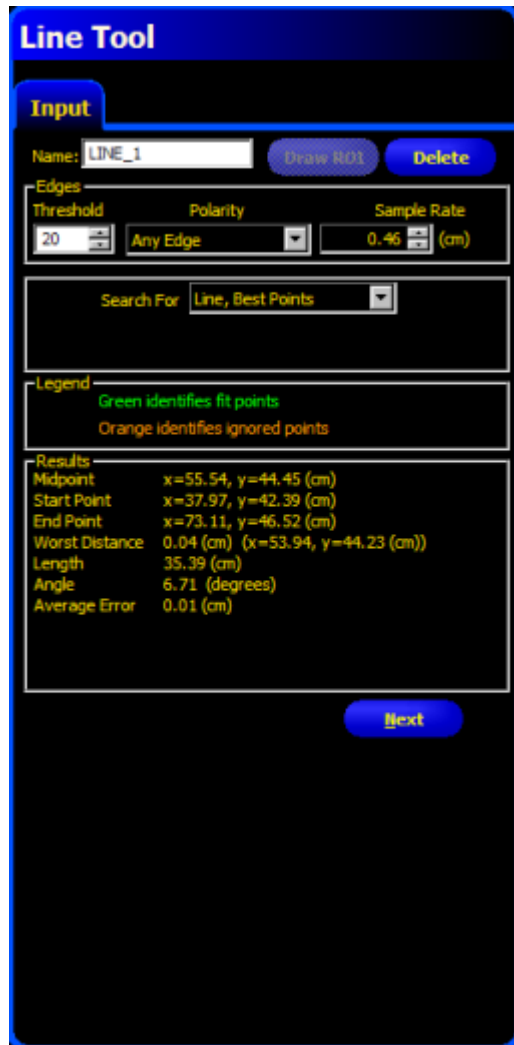 Line Tool
Input
Name: LINE_1 Draw ROI Delete
Edges
Threshold Polarity Sample Rate
20 Any Edge 0.46 (cm)
Search For Line, Best Points
Legend
Green identifies fit points
Orange identifies ignored points
Results
Midpoint x=55.54, y=44.45 (cm)
Start Point x=37.97, y=42.39 (cm)
End Point x=73.11, y=46.52 (cm)
Worst Distance 0.04 (cm) (x=53.94, y=44.23 (cm))
Length 35.39 (cm)
Angle 6.71 (degrees)
Average Error 0.01 (cm)
Next